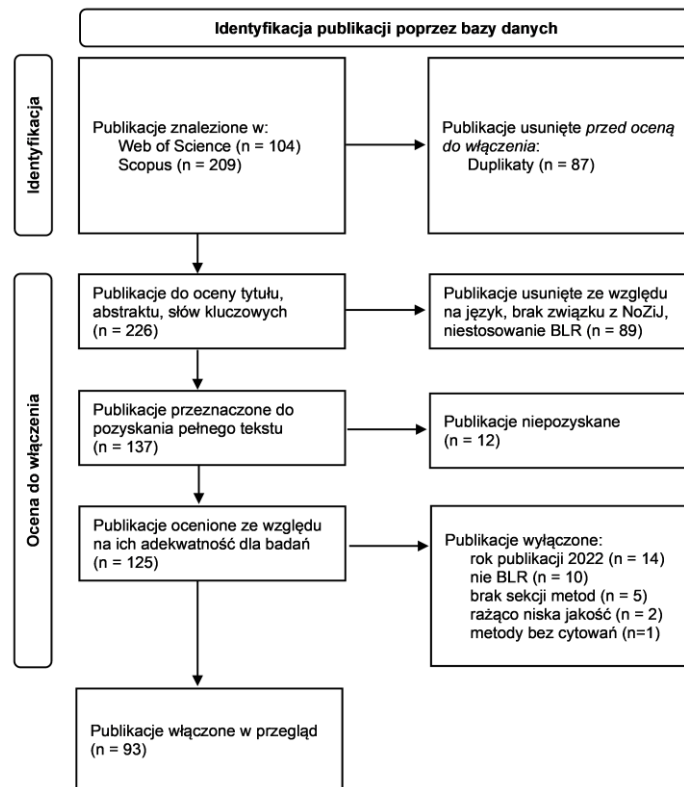 Identyfikacja publikacji poprzez bazy danych
Identyfikacja
Publikacje znalezione w:
Web of Science (n = 104)
Scopus (n = 209)
Publikacje usunięte przed oceną
do włączenia:
Duplikaty (n = 87)
Ocena do włączenia
Publikacje do oceny tytułu,
abstraktu, słów kluczowych
(n = 226)
Publikacje usunięte ze względu
na język, brak związku z NoZiJ,
niestosowanie BLR (n = 89)
Publikacje przeznaczone do
pozyskania pełnego tekstu
(n = 137)
Publikacje niepozyskane
(n = 12)
Publikacje ocenione ze względu
na ich adekwatność dla badań
(n = 125)
Publikacje wyłączone:
rok publikacji 2022 (n = 14)
nie BLR (n = 10)
brak sekcji metod (n = 5)
rażąco niska jakość (n = 2)
metody bez cytowań (n=1)
Publikacje włączone w przegląd
(n = 93)